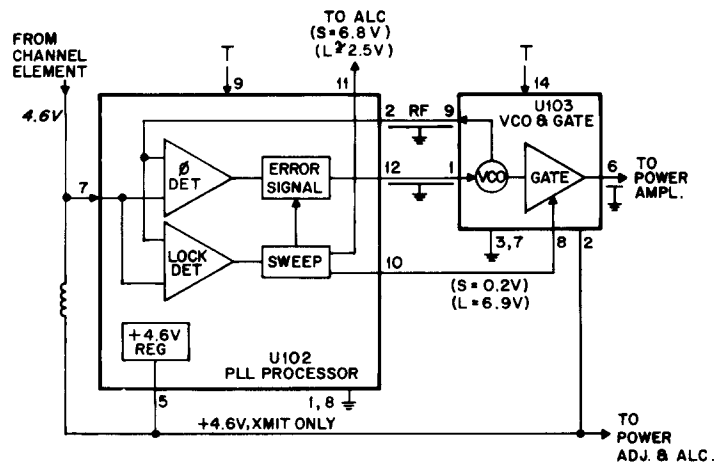 TO ALC
(S=6.8V)
(L≈2.5V)
FROM
CHANNEL
ELEMENT
4.6V
T
9
11
T
14
2 RF 9
U103
VCO & GATE
7
Ø
DET
ERROR
SIGNAL
12 1
VCO
GATE
6
TO
POWER
AMPL.
LOCK
DET
SWEEP
10
3,7
8
2
(S=0.2V)
(L=6.9V)
+4.6V
REG
U102
PLL PROCESSOR
5
1,8
+4.6V, XMIT ONLY
TO
POWER
ADJ. & ALC.